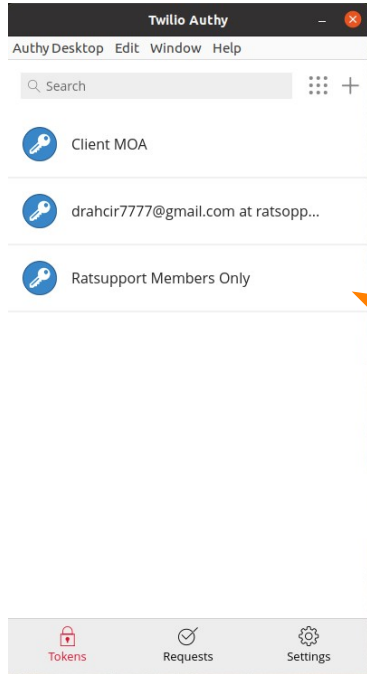 Twilio Authy
Authy Desktop Edit Window Help
Search
Client MOA
drahcir7777@gmail.com at ratsopp...
Ratsupport Members Only
Tokens Requests Settings